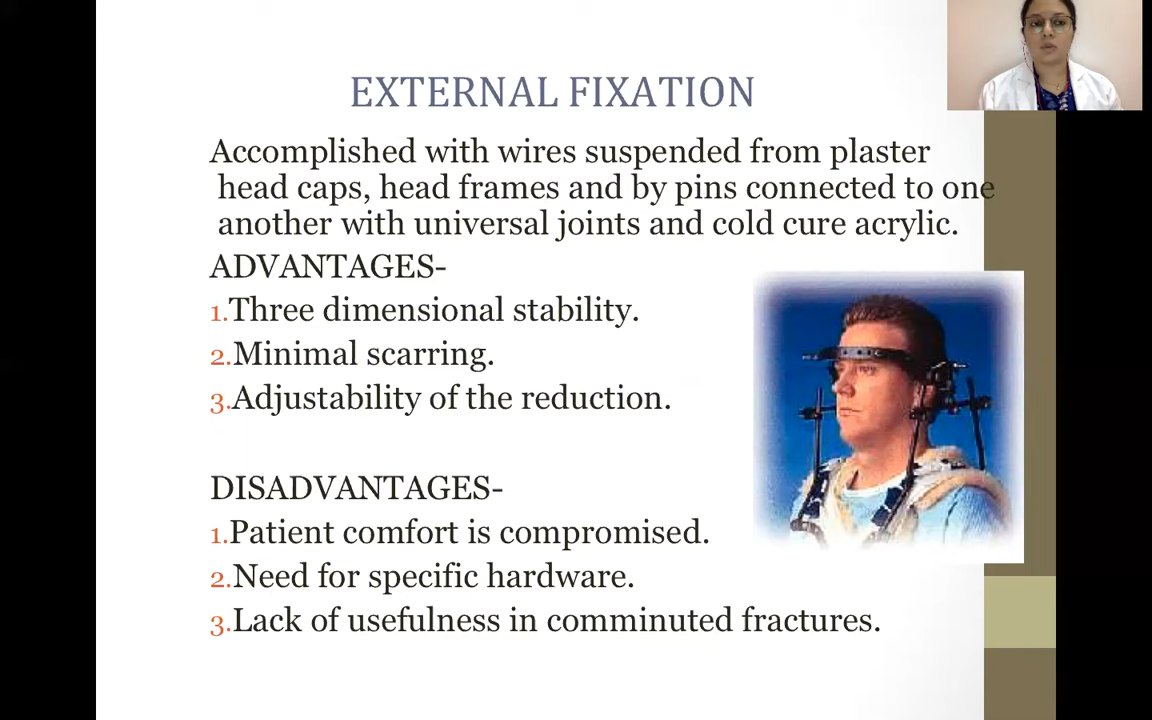 EXTERNAL FIXATION
Accomplished with wires suspended from plaster
head caps, head frames and by pins connected to one
another with universal joints and cold cure acrylic.
ADVANTAGES-
1.Three dimensional stability.
2.Minimal scarring.
3.Adjustability of the reduction.
DISADVANTAGES-
1.Patient comfort is compromised.
2.Need for specific hardware.
3.Lack of usefulness in comminuted fractures.